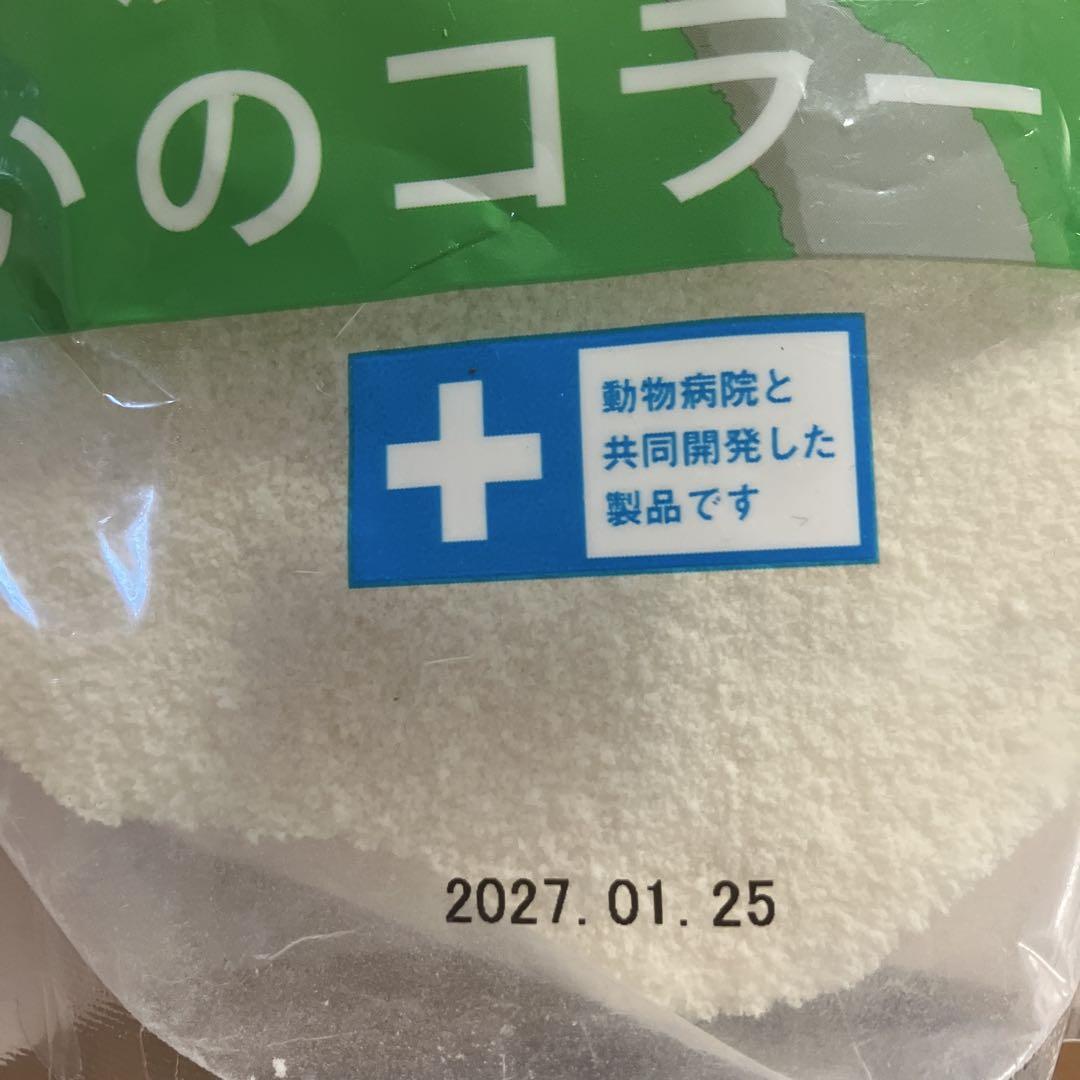 いのコラー
動物病院と
共同開発した
製品です
2027.01.25